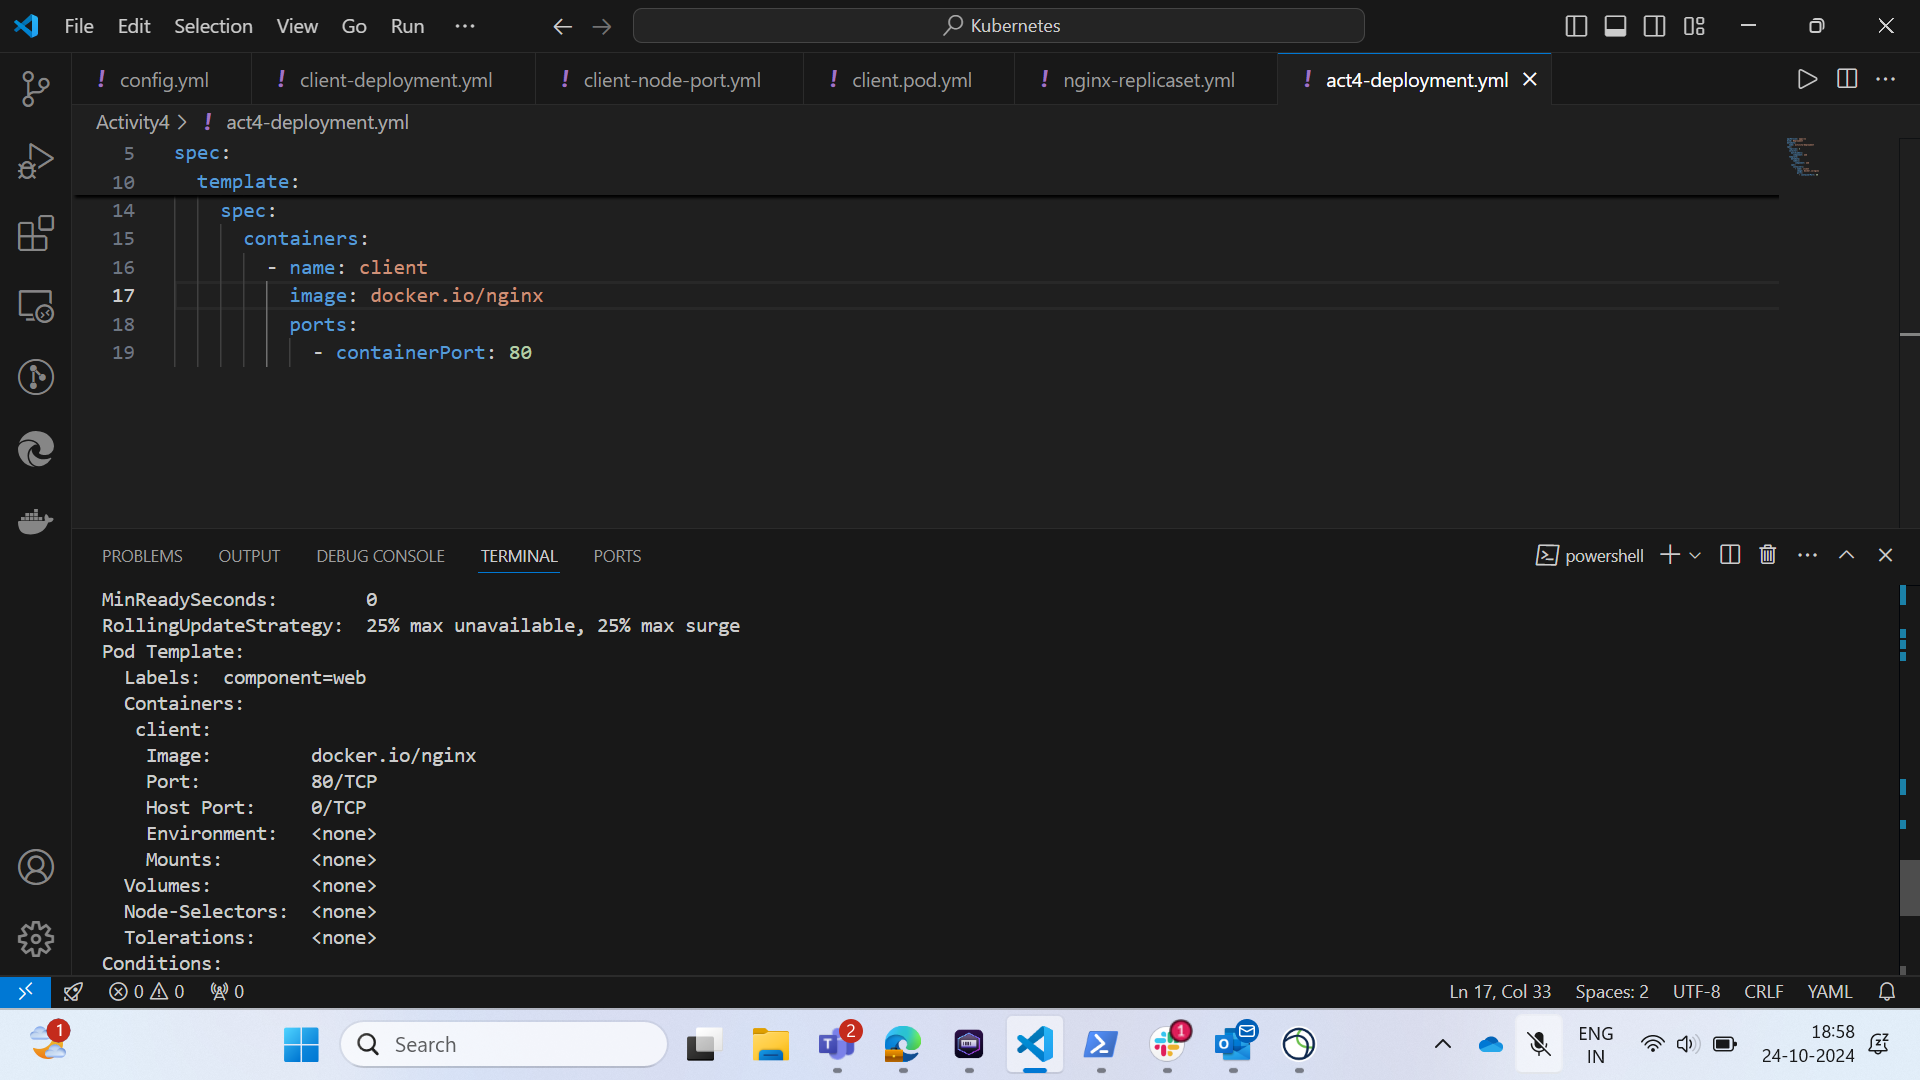 File Edit Selection View Go Run ... Kubernetes
! config.yml ! client-deployment.yml ! client-node-port.yml ! client.pod.yml ! nginx-replicaset.yml ! act4-deployment.yml
Activity4 > ! act4-deployment.yml
5 spec:
10 template:
14 spec:
15 containers:
16 - name: client
17 image: docker.io/nginx
18 ports:
19 - containerPort: 80
PROBLEMS OUTPUT DEBUG CONSOLE TERMINAL PORTS powershell
MinReadySeconds: 0
RollingUpdateStrategy: 25% max unavailable, 25% max surge
Pod Template:
Labels: component=web
Containers:
client:
Image: docker.io/nginx
Port: 80/TCP
Host Port: 0/TCP
Environment: <none>
Mounts: <none>
Volumes: <none>
Node-Selectors: <none>
Tolerations: <none>
Conditions:
0 0 0 Ln 17, Col 33 Spaces: 2 UTF-8 CRLF YAML
1 Search 2 1 ENG 18:58
IN 24-10-2024